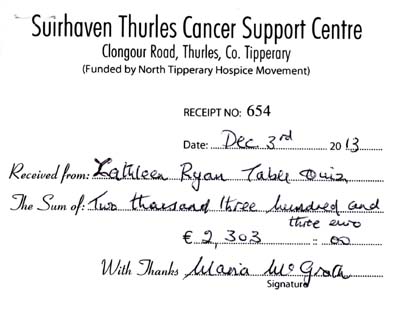 Suirhaven Thurles Cancer Support Centre
Clongour Road, Thurles, Co. Tipperary
(Funded by North Tipperary Hospice Movement)
RECEIPT NO: 654
Date: Dec 3rd 2013
Received from: Kathleen Ryan Table Quiz
The Sum of: Two thousand three hundred and
three euro
€ 2,303 : 00
With Thanks Maria McGrath
Signature